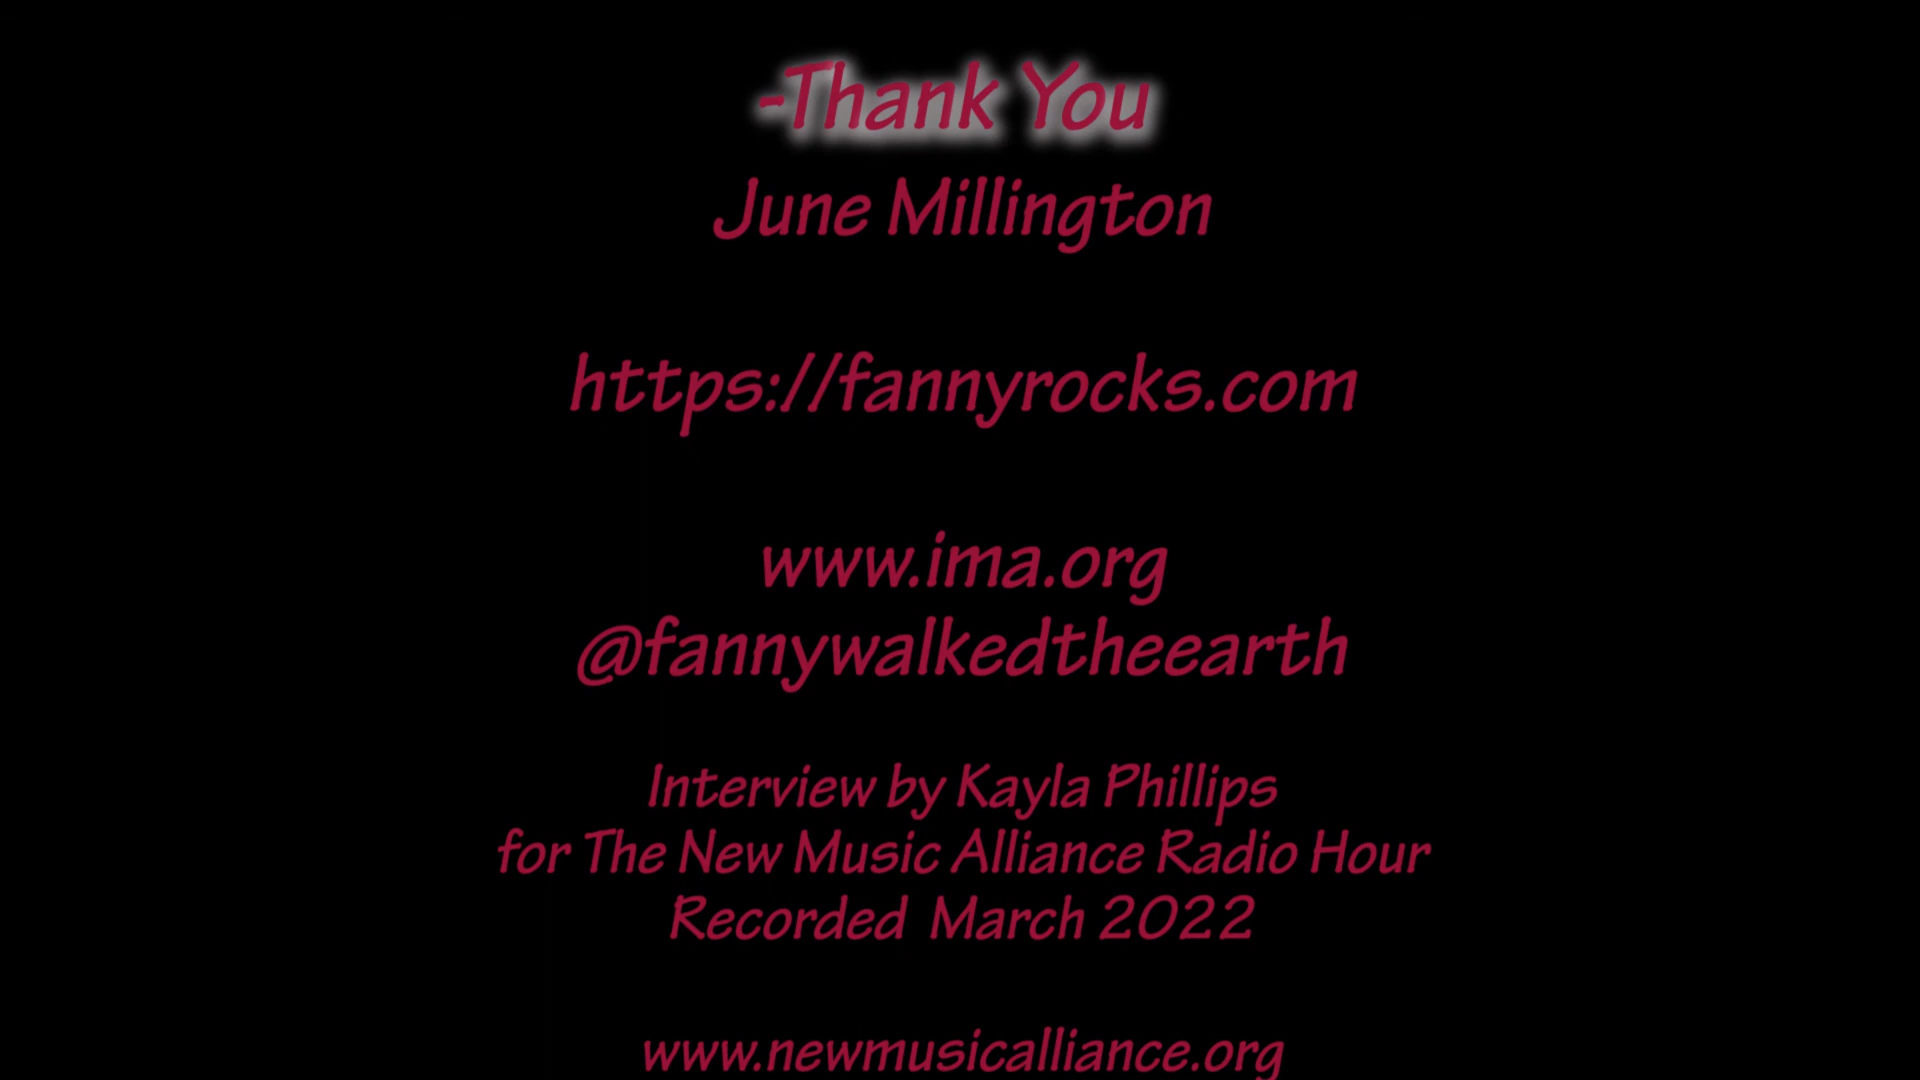 -Thank You
June Millington
https://fannyrocks.com
www.ima.org
@fannywalkedtheearth
Interview by Kayla Phillips
for The New Music Alliance Radio Hour
Recorded  March 2022
www.newmusicalliance.org